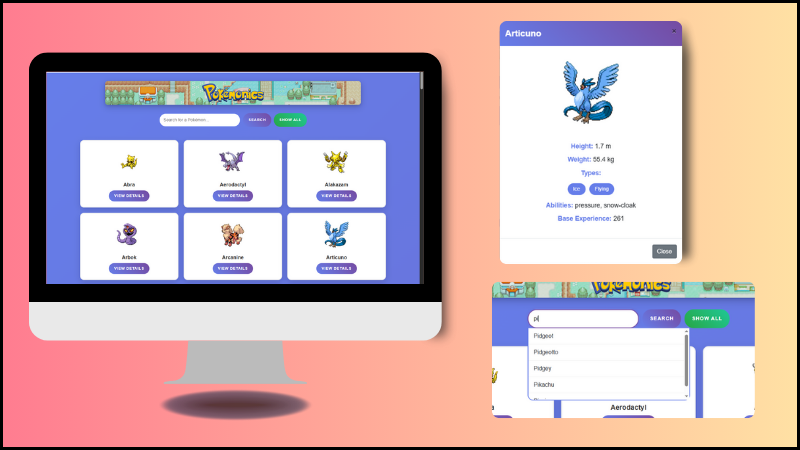 Pokémonics
Search for a Pokémon...
SEARCH
SHOW ALL
Abra
VIEW DETAILS
Aerodactyl
VIEW DETAILS
Alakazam
VIEW DETAILS
Arbok
VIEW DETAILS
Arcanine
VIEW DETAILS
Articuno
VIEW DETAILS
Articuno
×
Height: 1.7 m
Weight: 55.4 kg
Types:
Ice
Flying
Abilities: pressure, snow-cloak
Base Experience: 261
Close
Pokémonics
pi
SEARCH
SHOW ALL
Pidgeot
Pidgeotto
Pidgey
Pikachu
a
Aerodactyl